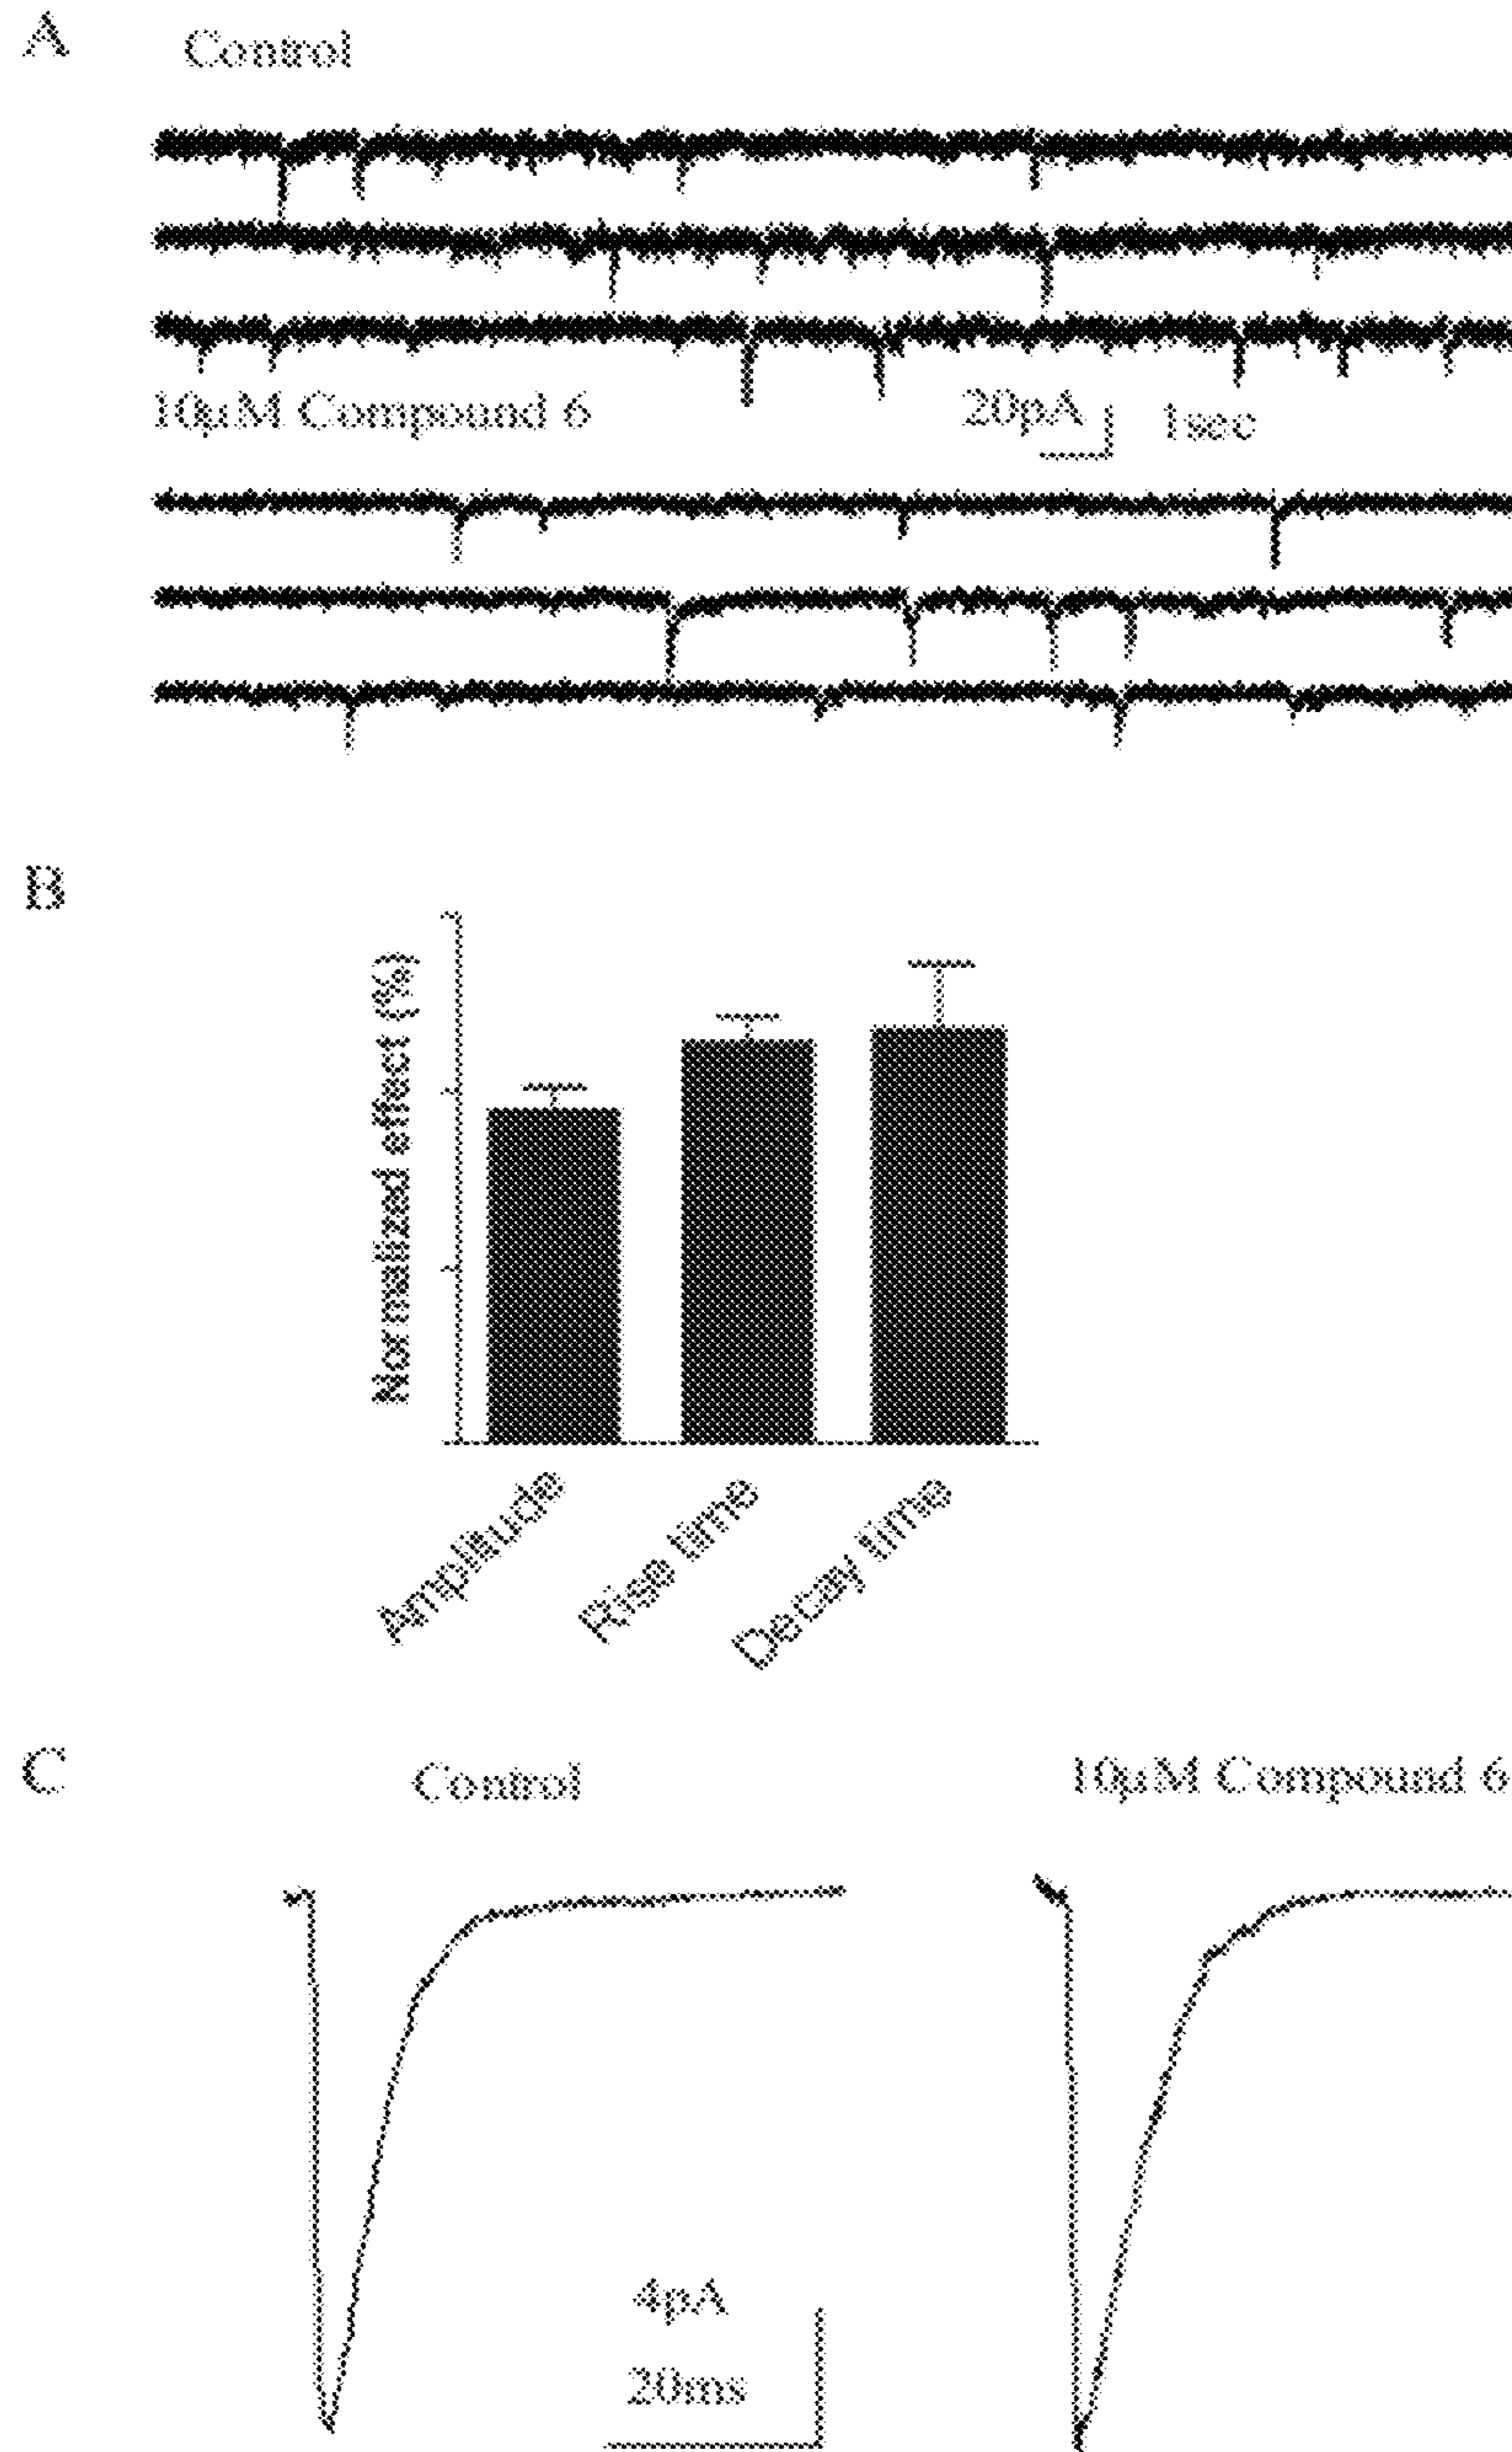 A
Control
10μM Compound 6
20pA
1sec
B
Normalized effect (%)
Amplitude
Rise time
Decay time
C
Control
10μM Compound 6
4pA
20ms